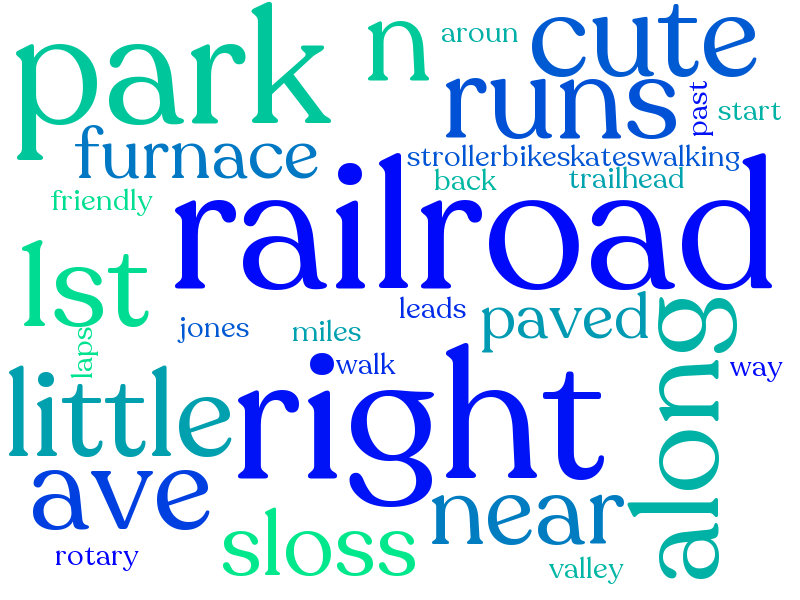 park
n
aroun
cute
runs
past
start
furnace
strollerbikeskateswalking
back
trailhead
friendly
railroad
lst
leads
paved
along
jones
miles
laps
walk
way
little
right
ave
near
sloss
rotary
valley